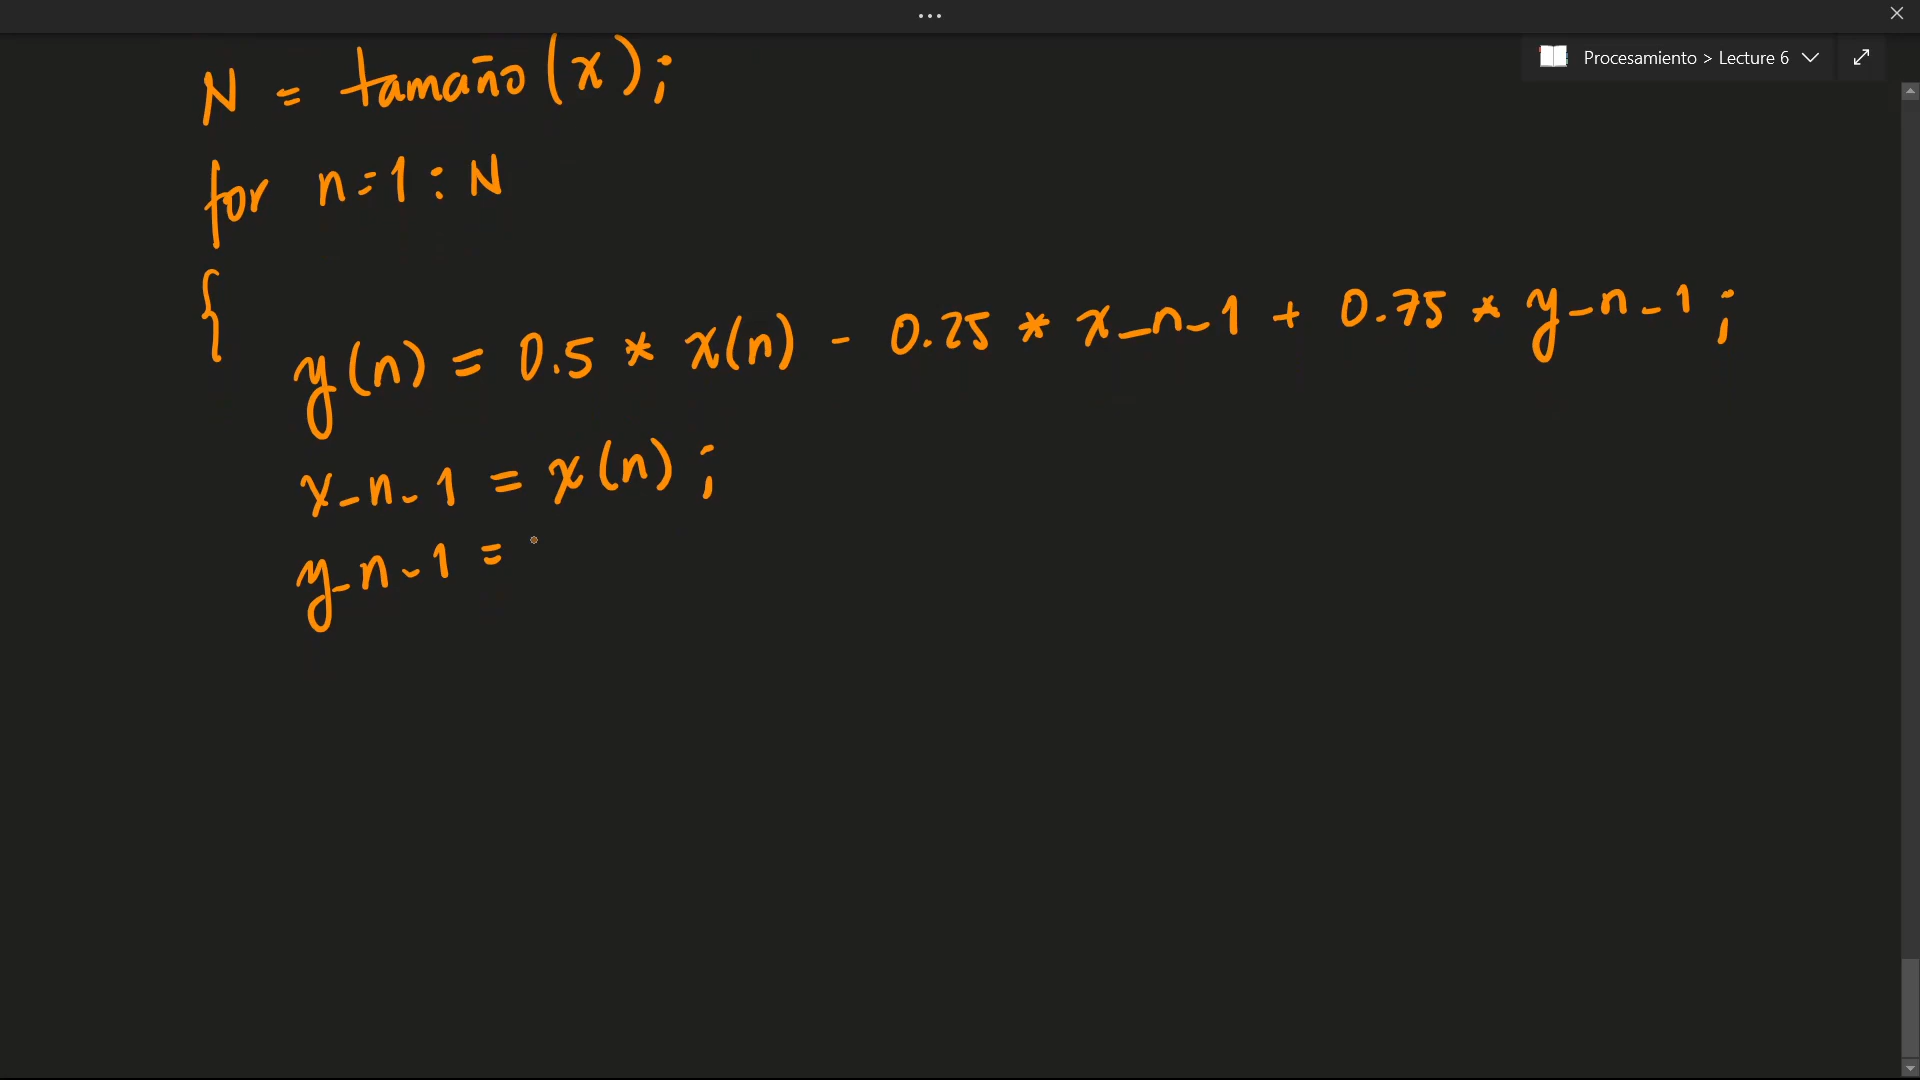 ...
Procesamiento > Lecture 6
N = tamaño(x);
for n=1:N
{
y(n) = 0.5 * x(n) - 0.25 * x_n_1 + 0.75 * y_n_1;
x_n_1 = x(n);
y_n_1 =